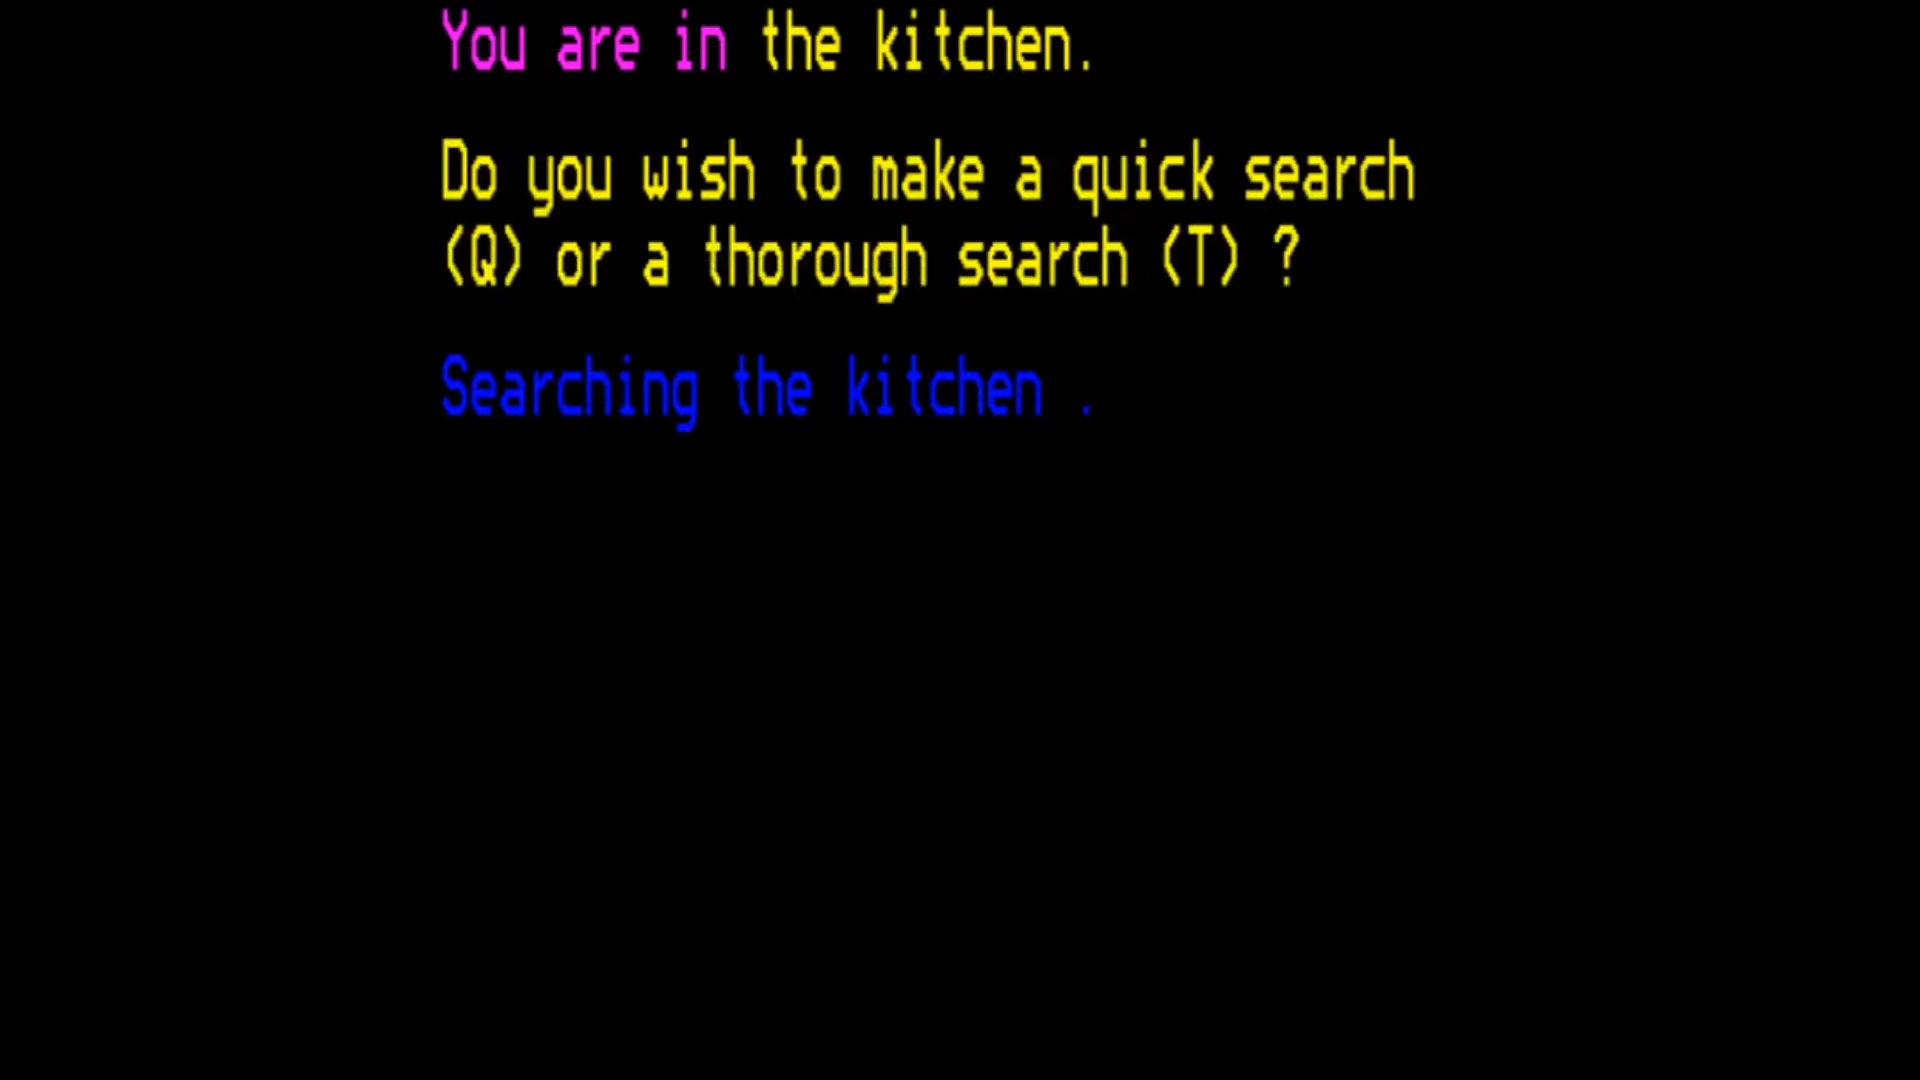 You are in the kitchen.
Do you wish to make a quick search
(Q) or a thorough search (T) ?
Searching the kitchen .